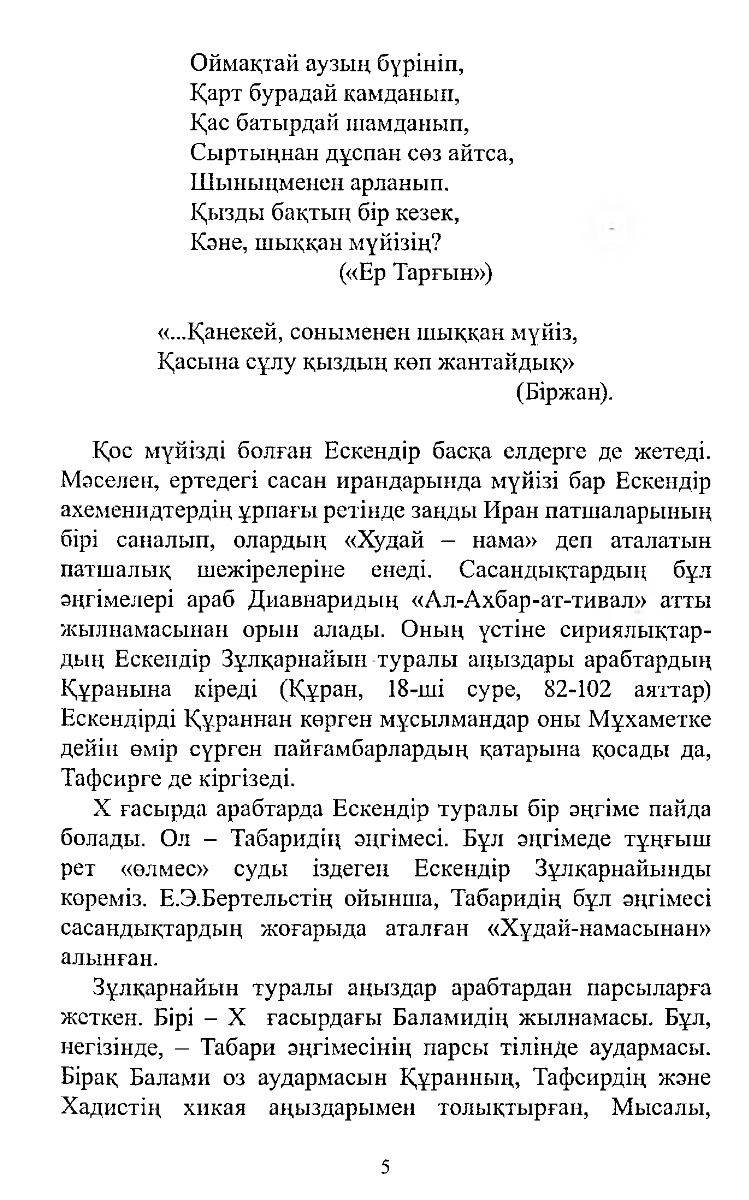 Оймақтай аузың бүрініп,
Қарт бурадай камданып,
Қас батырдай шамданып,
Сыртыңнан дұспан сөз айтса,
Шыныңменен арланып.
Қызды бақтың бір кезек,
Кәне, шыққан мүйізің?
(«Ер Тарғын»)
«...Қанекей, соныменен шыққан мүйіз,
Қасына сұлу қыздың көп жантайдық»
(Біржан).
Қос мүйізді болған Ескендір басқа елдерге де жетеді.
Мәселен, ертедегі сасан ирандарында мүйізі бар Ескендір
ахеменидтердің ұрпағы ретінде заңды Иран патшаларының
бірі саналып, олардың «Худай – нама» деп аталатын
патшалық шежірелеріне енеді. Сасандықтардың бұл
әңгімелері араб Диавнаридың «Ал-Ахбар-ат-тивал» атты
жылнамасынан орын алады. Оның үстіне сириялықтар-
дың Ескендір Зұлқарнайын туралы аңыздары арабтардың
Құранына кіреді (Құран, 18-ші суре, 82-102 аяттар)
Ескендірді Құраннан көрген мұсылмандар оны Мұхаметке
дейін өмір сүрген пайғамбарлардың қатарына қосады да,
Тафсирге де кіргізеді.
X ғасырда арабтарда Ескендір туралы бір әңгіме пайда
болады. Ол – Табаридің әңгімесі. Бұл әңгімеде тұңғыш
рет «өлмес» суды іздеген Ескендір Зұлқарнайынды
кореміз. Е.Э.Бертельстің ойынша, Табаридің бұл әңгімесі
сасандықтардың жоғарыда аталған «Хұдай-намасынан»
алынған.
Зұлқарнайын туралы аңыздар арабтардан парсыларға
жеткен. Бірі – X ғасырдағы Баламидің жылнамасы. Бұл,
негізінде, – Табари әңгімесінің парсы тілінде аудармасы.
Бірақ Балами оз аудармасын Құранның, Тафсирдің және
Хадистің хикая аңыздарымен толықтырған, Мысалы,
5